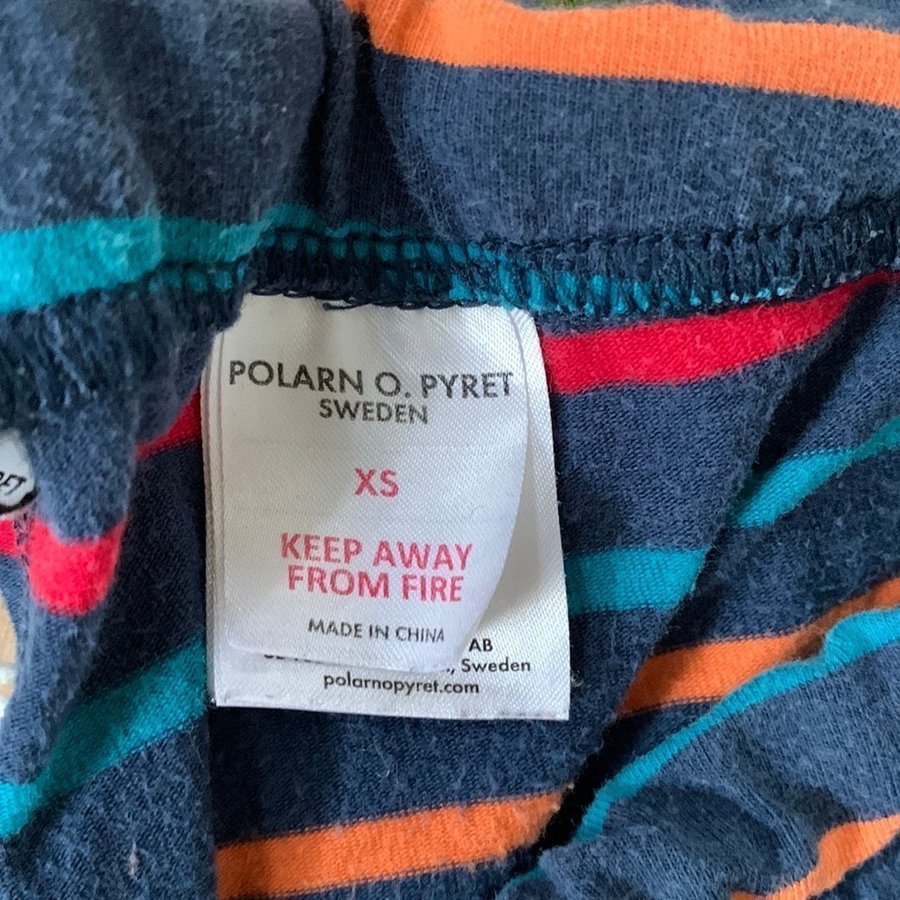 POLARN O. PYRET
SWEDEN
XS
KEEP AWAY
FROM FIRE
MADE IN CHINA
AB
, Sweden
polarnopyret.com